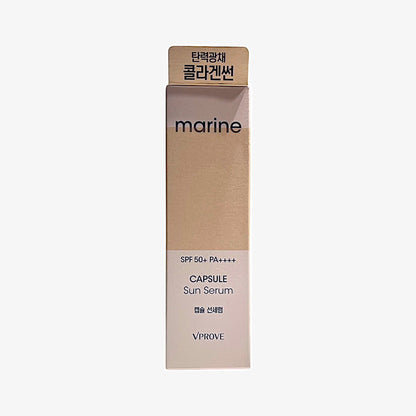 탄력광채
콜라겐썬
marine
SPF 50+ PA++++
CAPSULE
Sun Serum
캡슐 선세럼
VPROVE